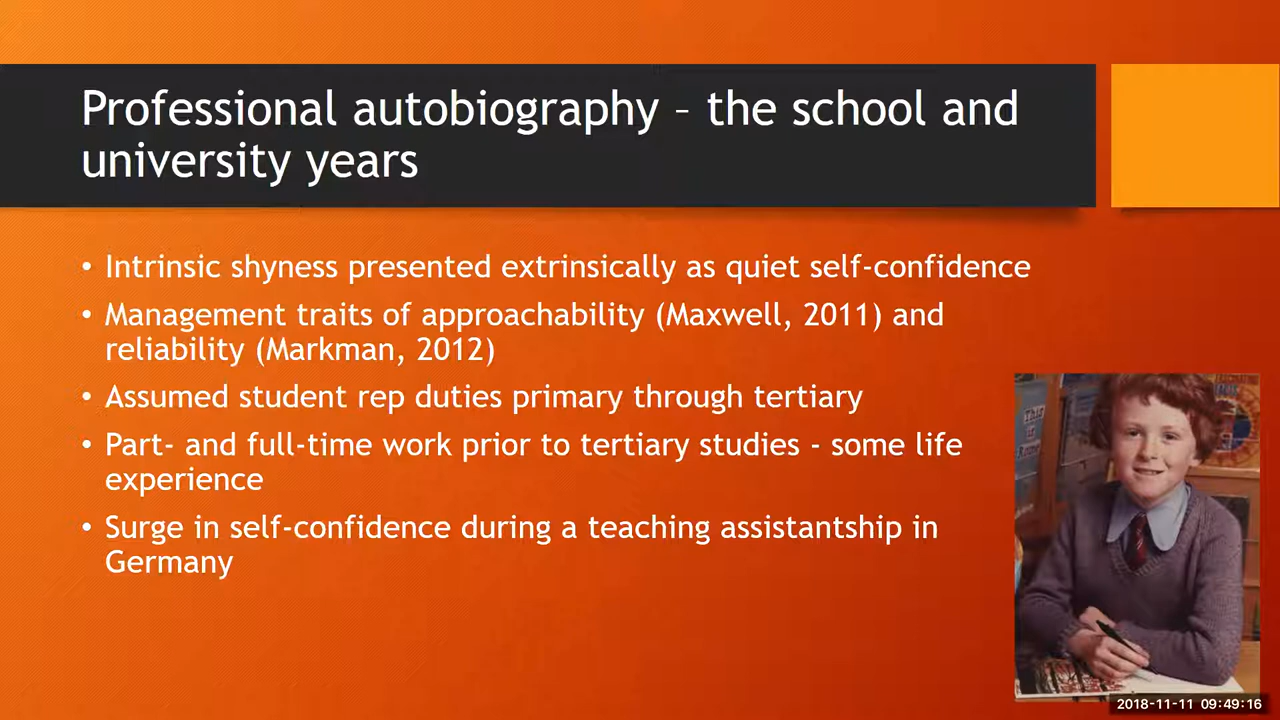 Professional autobiography – the school and
university years
• Intrinsic shyness presented extrinsically as quiet self-confidence
• Management traits of approachability (Maxwell, 2011) and
reliability (Markman, 2012)
• Assumed student rep duties primary through tertiary
• Part- and full-time work prior to tertiary studies - some life
experience
• Surge in self-confidence during a teaching assistantship in
Germany
This
is
2018-11-11 09:49:16